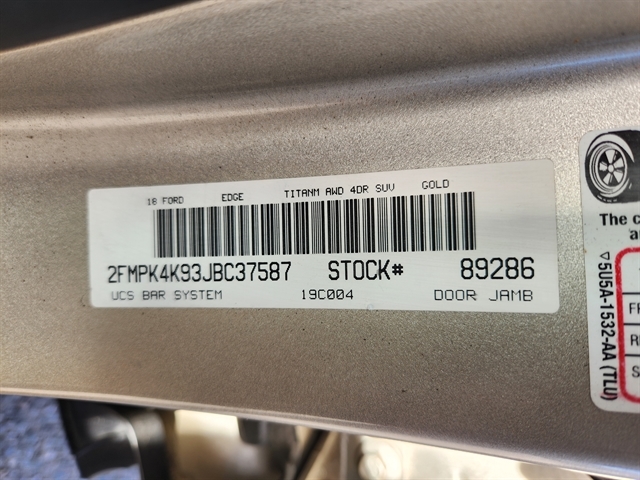 18 FORD EDGE TITANM AWD 4DR SUV GOLD
2FMPK4K93JBC37587 STOCK# 89286
UCS BAR SYSTEM 19C004 DOOR JAMB
The c
a
▽5U5A-1532-AA (TLU)